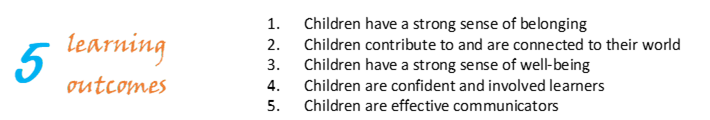 5 learning
outcomes
1. Children have a strong sense of belonging
2. Children contribute to and are connected to their world
3. Children have a strong sense of well-being
4. Children are confident and involved learners
5. Children are effective communicators